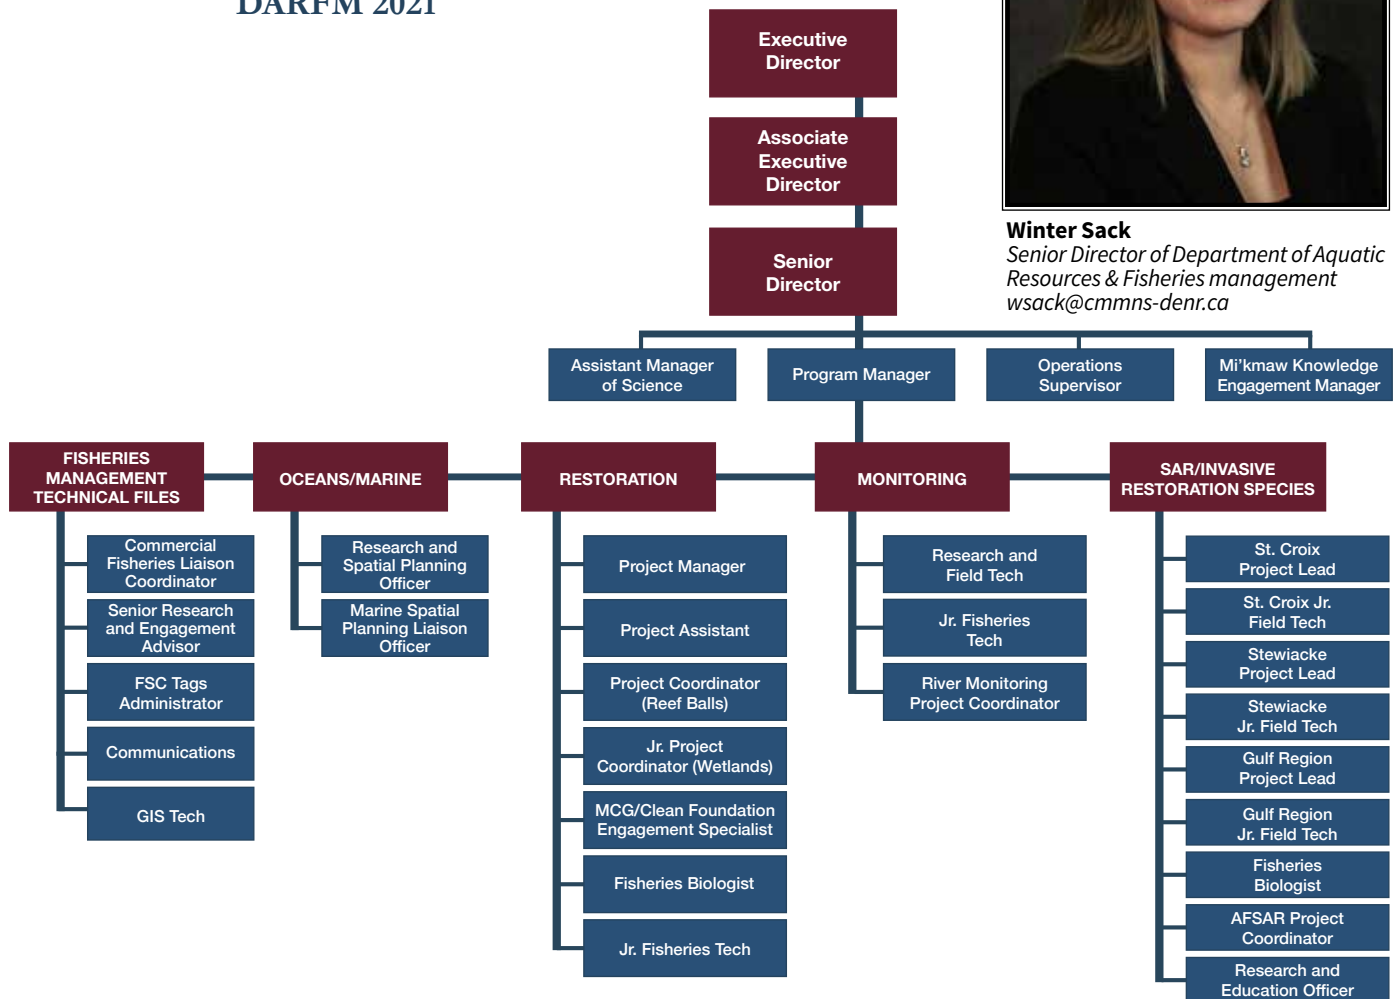 DARFM 2021
Executive
Director
Associate
Executive
Director
Senior
Director
Winter Sack
Senior Director of Department of Aquatic
Resources & Fisheries management
wsack@cmmns-denr.ca
Assistant Manager
of Science
Program Manager
Operations
Supervisor
Mi'kmaw Knowledge
Engagement Manager
FISHERIES
MANAGEMENT
TECHNICAL FILES
Commercial
Fisheries Liaison
Coordinator
Senior Research
and Engagement
Advisor
FSC Tags
Administrator
Communications
GIS Tech
OCEANS/MARINE
Research and
Spatial Planning
Officer
Marine Spatial
Planning Liaison
Officer
RESTORATION
Project Manager
Project Assistant
Project Coordinator
(Reef Balls)
Jr. Project
Coordinator (Wetlands)
MCG/Clean Foundation
Engagement Specialist
Fisheries Biologist
Jr. Fisheries Tech
MONITORING
Research and
Field Tech
Jr. Fisheries
Tech
River Monitoring
Project Coordinator
SAR/INVASIVE
RESTORATION SPECIES
St. Croix
Project Lead
St. Croix Jr.
Field Tech
Stewiacke
Project Lead
Stewiacke
Jr. Field Tech
Gulf Region
Project Lead
Gulf Region
Jr. Field Tech
Fisheries
Biologist
AFSAR Project
Coordinator
Research and
Education Officer